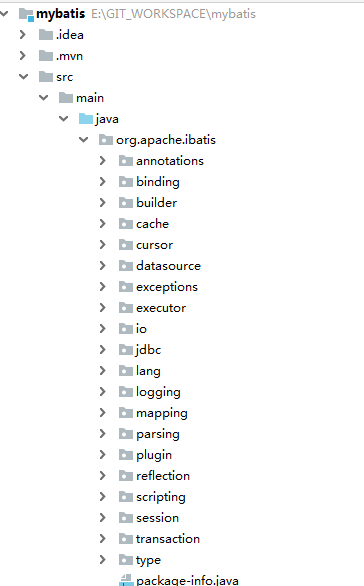 mybatis E:\GIT_WORKSPACE\mybatis
.idea
.mvn
src
main
java
org.apache.ibatis
annotations
binding
builder
cache
cursor
datasource
exceptions
executor
io
jdbc
lang
logging
mapping
parsing
plugin
reflection
scripting
session
transaction
type
package-info.java